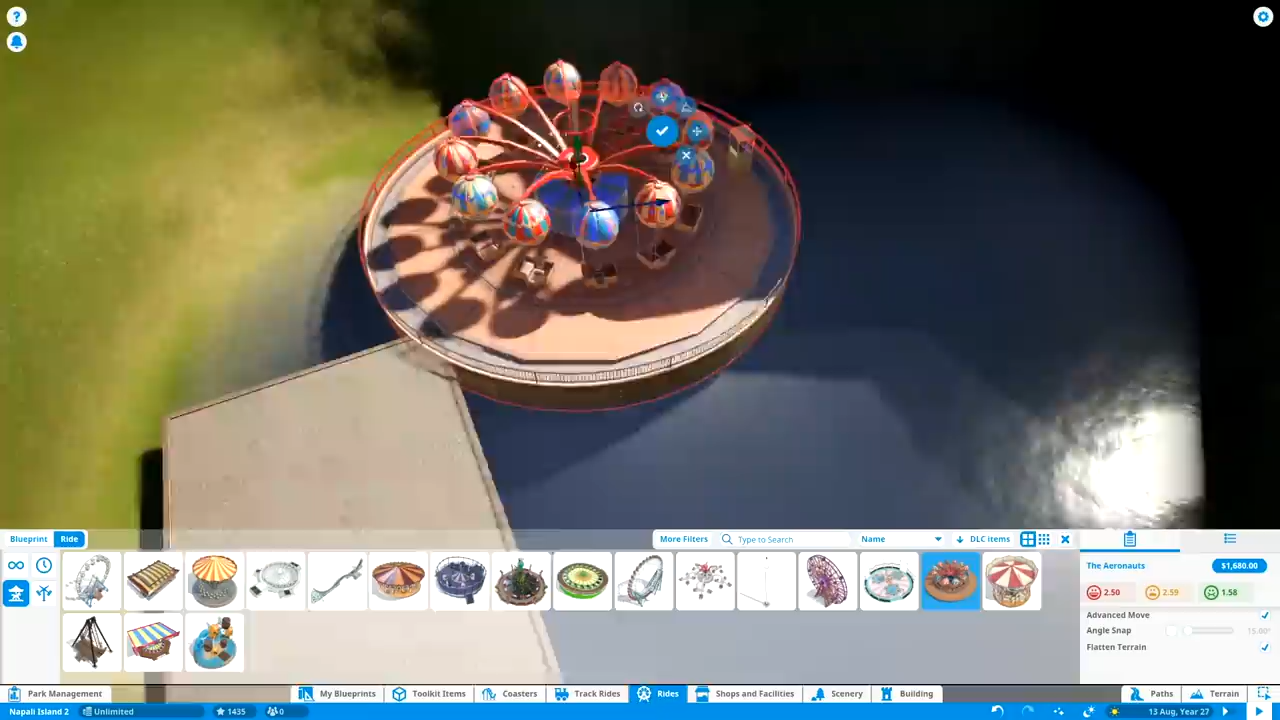 ?
Blueprint Ride
More Filters Type to Search Name DLC items
The Aeronauts $1,680.00
2.50 2.59 1.58
Advanced Move
Angle Snap 15.00°
Flatten Terrain
Park Management My Blueprints Toolkit Items Coasters Track Rides Rides Shops and Facilities Scenery Building Paths Terrain
Napali Island 2 Unlimited 1435 0 13 Aug, Year 27